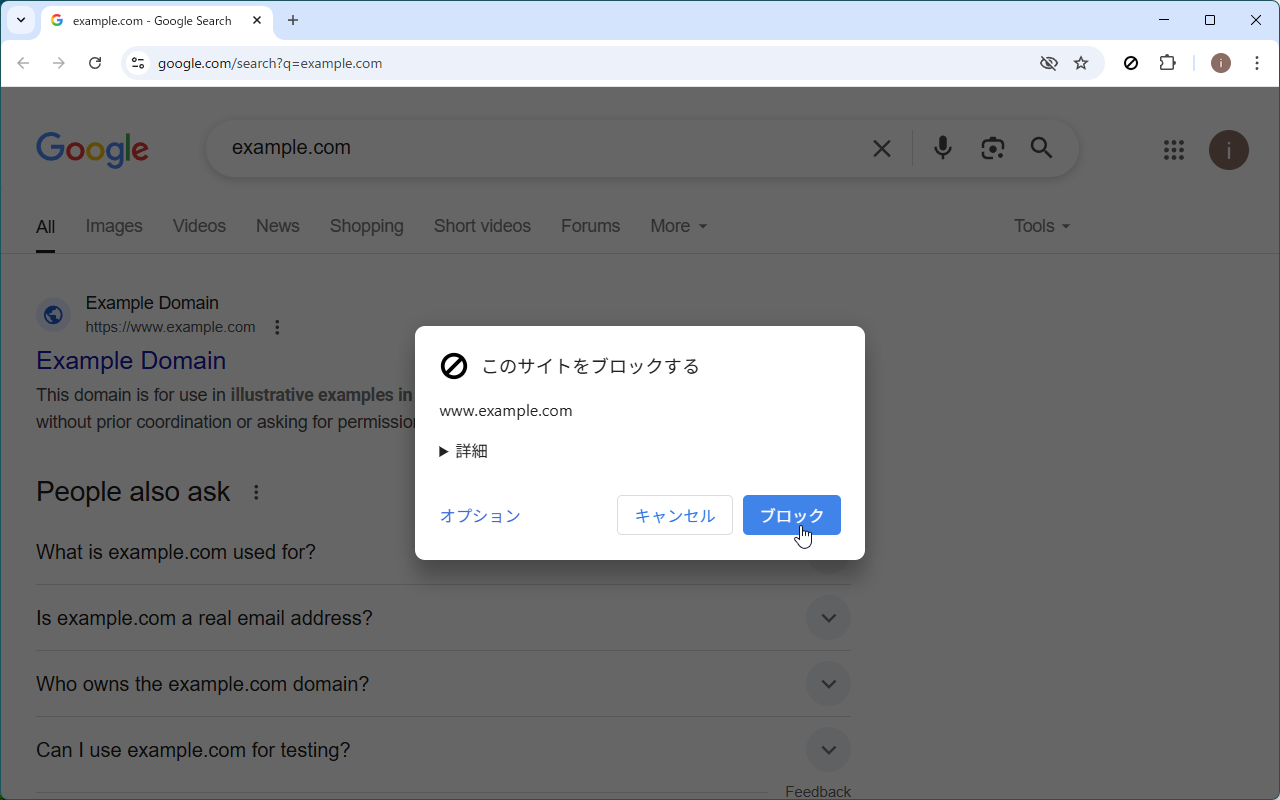 example.com - Google Search
google.com/search?q=example.com
i
Google
example.com
i
All
Images
Videos
News
Shopping
Short videos
Forums
More
Tools
Example Domain
https://www.example.com
Example Domain
This domain is for use in illustrative examples in
without prior coordination or asking for permission
People also ask
What is example.com used for?
Is example.com a real email address?
Who owns the example.com domain?
Can I use example.com for testing?
Feedback
このサイトをブロックする
www.example.com
詳細
オプション
キャンセル
ブロック